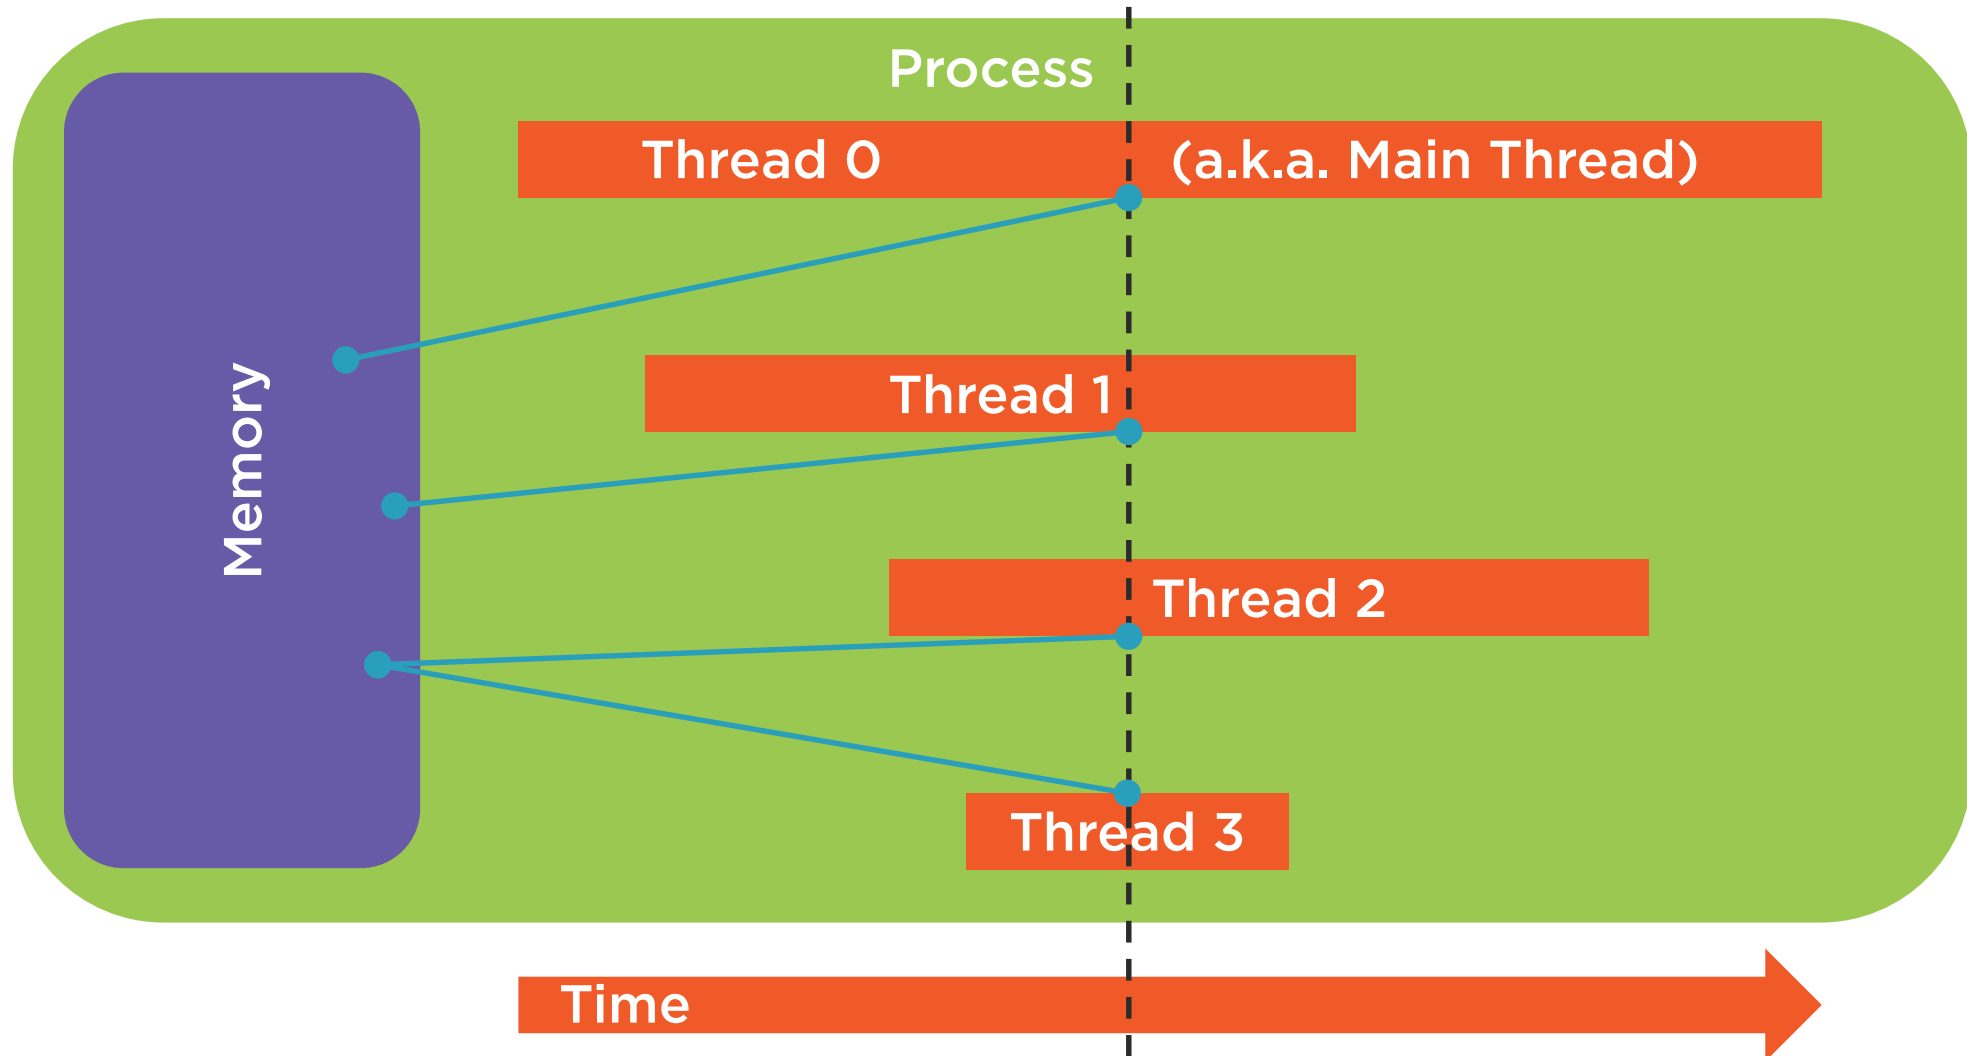 Process
Thread 0 (a.k.a. Main Thread)
Memory
Thread 1
Thread 2
Thread 3
Time